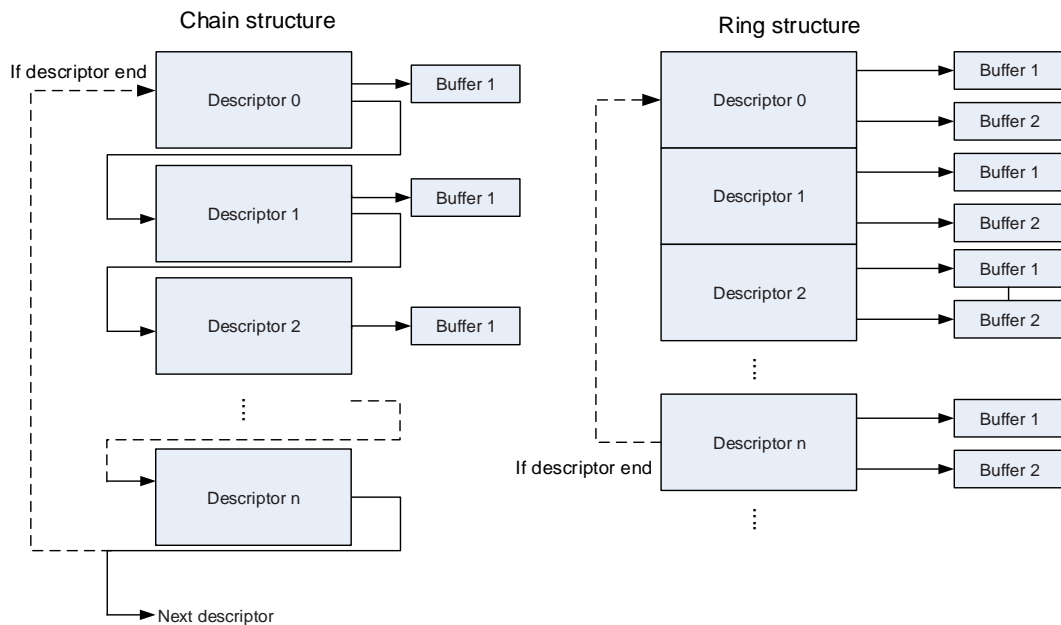 Chain structure
If descriptor end
Descriptor 0
Buffer 1
Descriptor 1
Buffer 1
Descriptor 2
Buffer 1
Descriptor n
Next descriptor
Ring structure
Descriptor 0
Buffer 1
Buffer 2
Descriptor 1
Buffer 1
Buffer 2
Descriptor 2
Buffer 1
Buffer 2
Descriptor n
Buffer 1
Buffer 2
If descriptor end